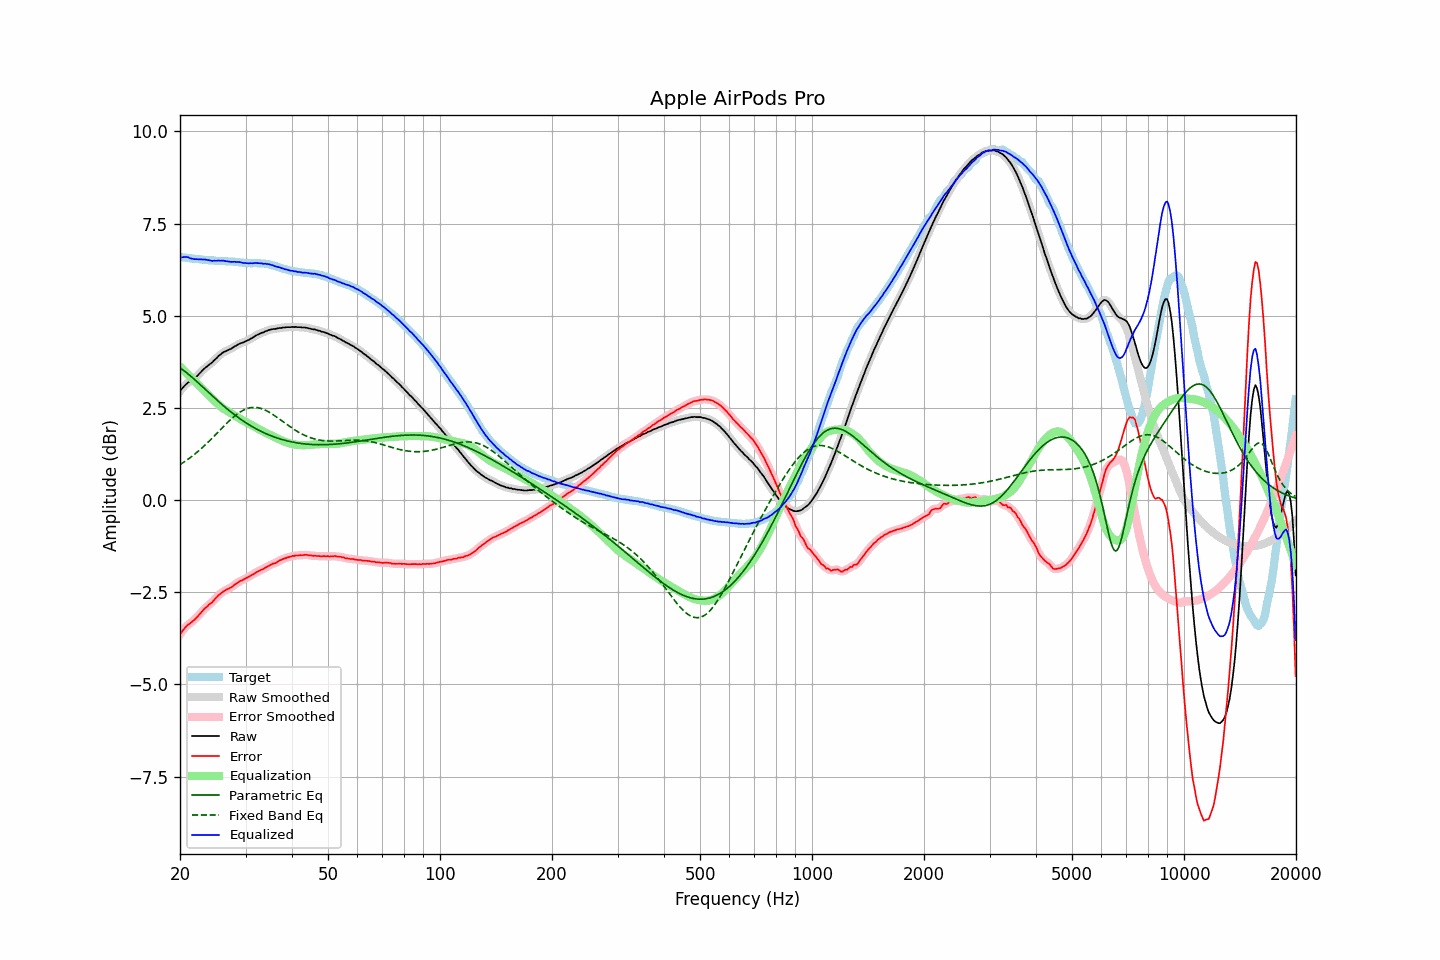 Apple AirPods Pro
Amplitude (dBr)
10.0
7.5
5.0
2.5
0.0
−2.5
−5.0
−7.5
Target
Raw Smoothed
Error Smoothed
Raw
Error
Equalization
Parametric Eq
Fixed Band Eq
Equalized
20 50 100 200 500 1000 2000 5000 10000 20000
Frequency (Hz)